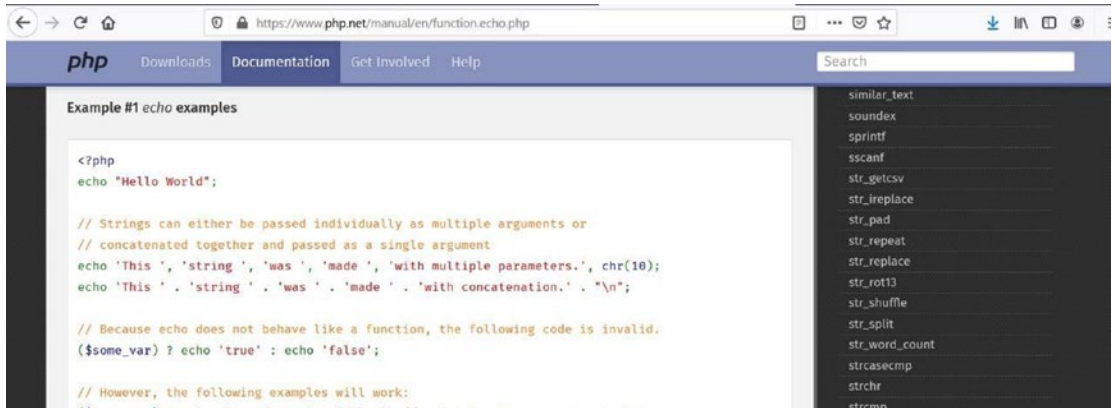 https://www.php.net/manual/en/function.echo.php
php Downloads Documentation Get Involved Help Search
Example #1 echo examples
<?php
echo "Hello World";
// Strings can either be passed individually as multiple arguments or
// concatenated together and passed as a single argument
echo 'This ', 'string ', 'was ', 'made ', 'with multiple parameters.', chr(10);
echo 'This ' . 'string ' . 'was ' . 'made ' . 'with concatenation.' . "\n";
// Because echo does not behave like a function, the following code is invalid.
($some_var) ? echo 'true' : echo 'false';
// However, the following examples will work:
similar_text
soundex
sprintf
sscanf
str_getcsv
str_ireplace
str_pad
str_repeat
str_replace
str_rot13
str_shuffle
str_split
str_word_count
strcasecmp
strchr
strcmp